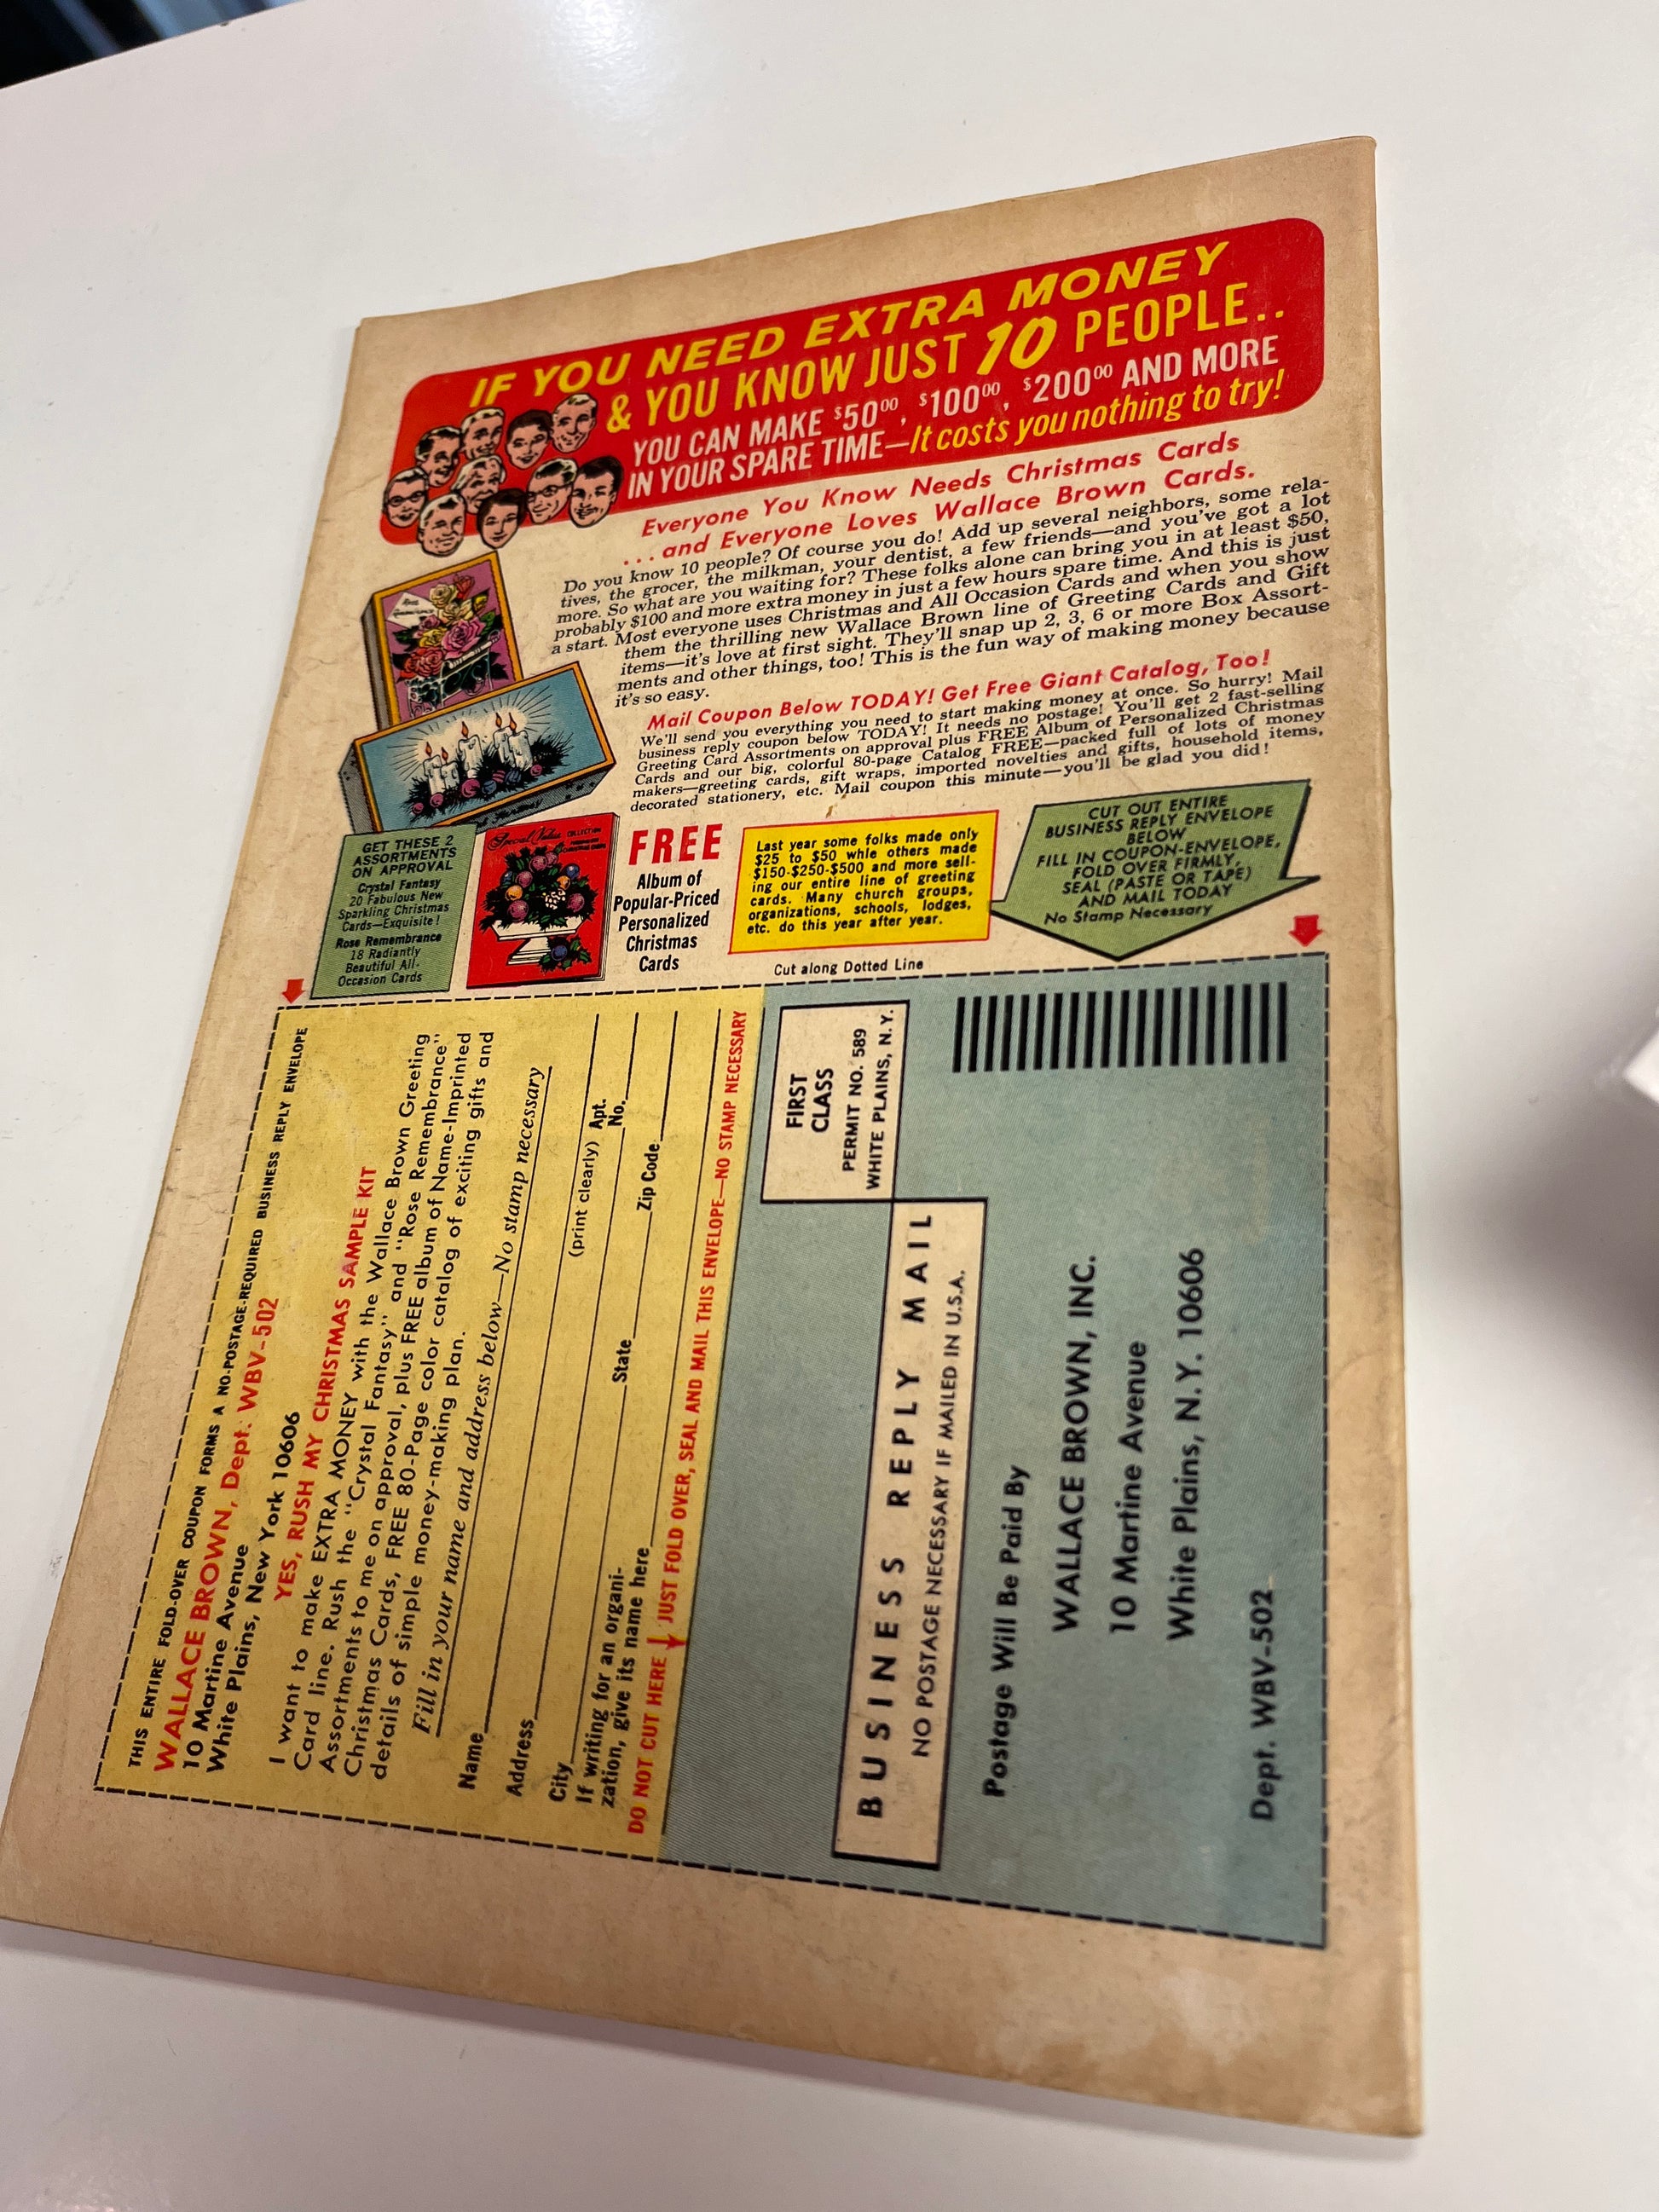 IF YOU NEED EXTRA MONEY
& YOU KNOW JUST 10 PEOPLE..
YOU CAN MAKE $50⁰⁰, $100⁰⁰, $200⁰⁰ AND MORE
IN YOUR SPARE TIME—It costs you nothing to try!
Everyone You Know Needs Christmas Cards
...and Everyone Loves Wallace Brown Cards.
Do you know 10 people? Of course you do! Add up several neighbors, some rela-
tives, the grocer, the milkman, your dentist, a few friends—and you've got a lot
more. So what are you waiting for? These folks alone can bring you in at least $50,
probably $100 and more extra money in just a few hours spare time. And this is just
a start. Most everyone uses Christmas and All Occasion Cards and when you show
them the thrilling new Wallace Brown line of Greeting Cards and Gift
items—it's love at first sight. They'll snap up 2, 3, 6 or more Box Assort-
ments and other things, too! This is the fun way of making money because
it's so easy.
Mail Coupon Below TODAY! Get Free Giant Catalog, Too!
We'll send you everything you need to start making money at once. So hurry! Mail
business reply coupon below TODAY! It needs no postage! You'll get 2 fast-selling
Greeting Card Assortments on approval plus FREE Album of Personalized Christmas
Cards and our big, colorful 80-page Catalog FREE—packed full of lots of money
makers—greeting cards, gift wraps, imported novelties and gifts, household items,
decorated stationery, etc. Mail coupon this minute—you'll be glad you did!
GET THESE 2
ASSORTMENTS
ON APPROVAL
Crystal Fantasy
20 Fabulous New
Sparkling Christmas
Cards—Exquisite!
Rose Remembrance
18 Radiantly
Beautiful All-
Occasion Cards
Special Value COLLECTION
FREE
Album of
Popular-Priced
Personalized
Christmas
Cards
Last year some folks made only
$25 to $50 whle others made
$150-$250-$500 and more sell-
ing our entire line of greeting
cards. Many church groups,
organizations, schools, lodges,
etc. do this year after year.
CUT OUT ENTIRE
BUSINESS REPLY ENVELOPE
BELOW
FILL IN COUPON-ENVELOPE,
FOLD OVER FIRMLY,
SEAL (PASTE OR TAPE)
AND MAIL TODAY
No Stamp Necessary
Cut along Dotted Line
THIS ENTIRE FOLD-OVER COUPON FORMS A NO-POSTAGE-REQUIRED BUSINESS REPLY ENVELOPE
WALLACE BROWN, Dept. WBV-502
10 Martine Avenue
White Plains, New York 10606
YES, RUSH MY CHRISTMAS SAMPLE KIT
I want to make EXTRA MONEY with the Wallace Brown Greeting
Card line. Rush the "Crystal Fantasy" and "Rose Remembrance"
Assortments to me on approval, plus FREE album of Name-Imprinted
Christmas Cards, FREE 80-Page color catalog of exciting gifts and
details of simple money-making plan.
Fill in your name and address below—No stamp necessary
Name
(print clearly)
Address Apt. No.
City State Zip Code
If writing for an organi-
zation, give its name here
DO NOT CUT HERE JUST FOLD OVER, SEAL AND MAIL THIS ENVELOPE—NO STAMP NECESSARY
FIRST
CLASS
PERMIT NO. 589
WHITE PLAINS, N.Y.
BUSINESS REPLY MAIL
NO POSTAGE NECESSARY IF MAILED IN U.S.A.
Postage Will Be Paid By
WALLACE BROWN, INC.
10 Martine Avenue
White Plains, N.Y. 10606
Dept. WBV-502